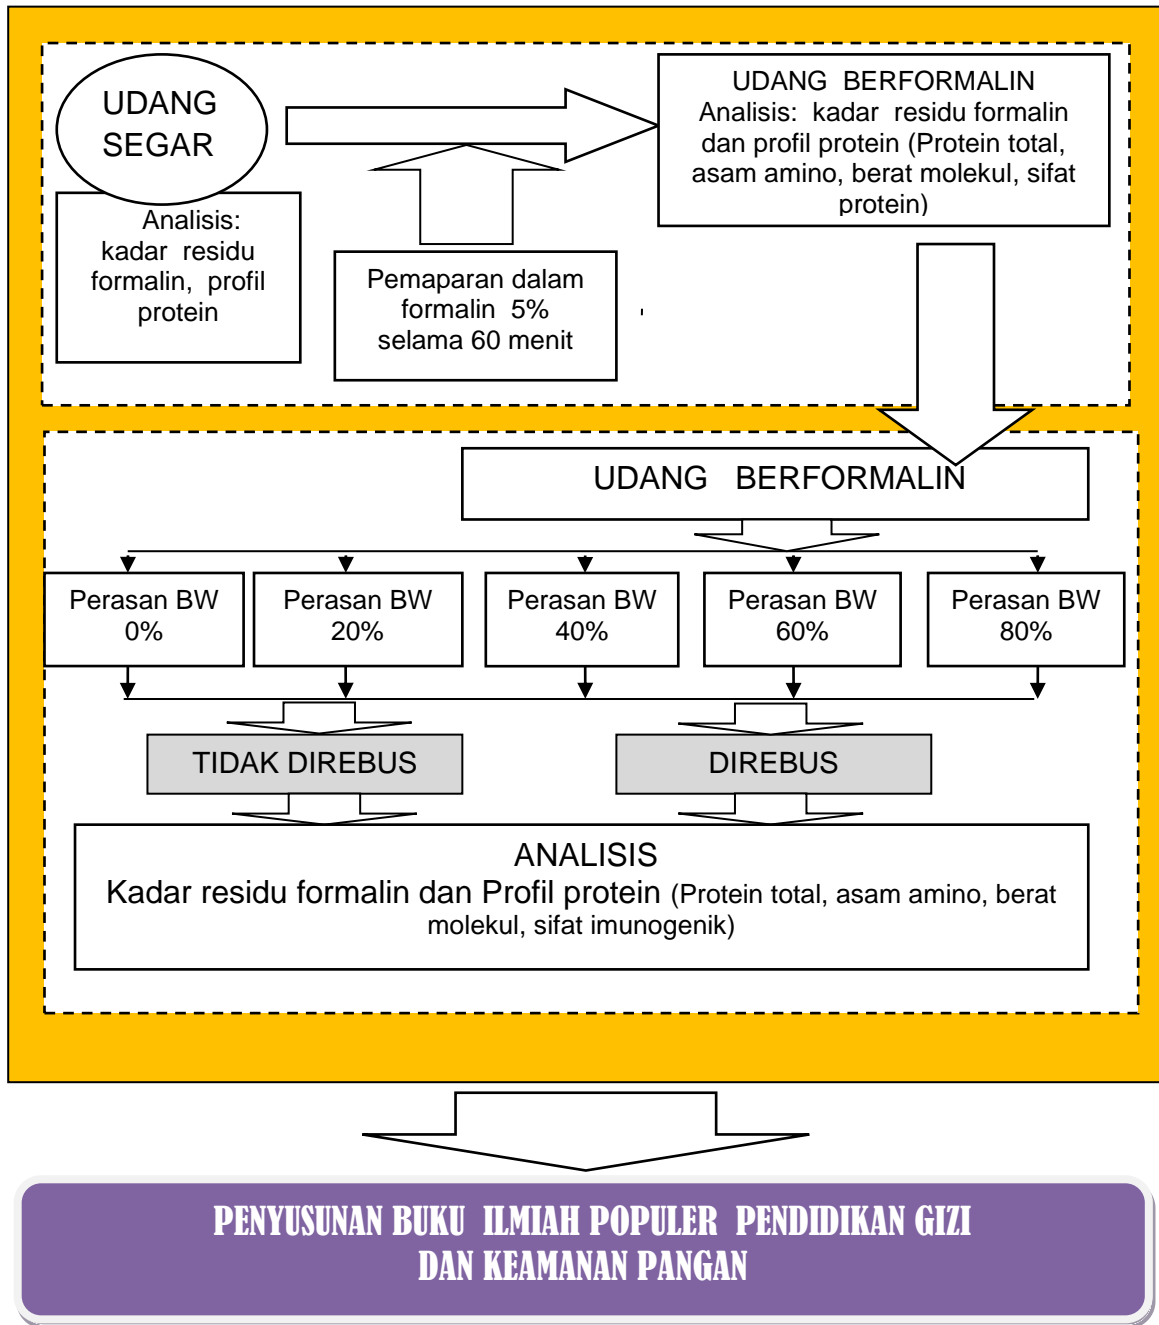 UDANG
SEGAR
Analisis:
kadar residu
formalin, profil
protein
Pemaparan dalam
formalin 5%
selama 60 menit
UDANG BERFORMALIN
Analisis: kadar residu formalin
dan profil protein (Protein total,
asam amino, berat molekul, sifat
protein)
UDANG BERFORMALIN
Perasan BW
0%
Perasan BW
20%
Perasan BW
40%
Perasan BW
60%
Perasan BW
80%
TIDAK DIREBUS
DIREBUS
ANALISIS
Kadar residu formalin dan Profil protein (Protein total, asam amino, berat
molekul, sifat imunogenik)
PENYUSUNAN BUKU ILMIAH POPULER PENDIDIKAN GIZI
DAN KEAMANAN PANGAN